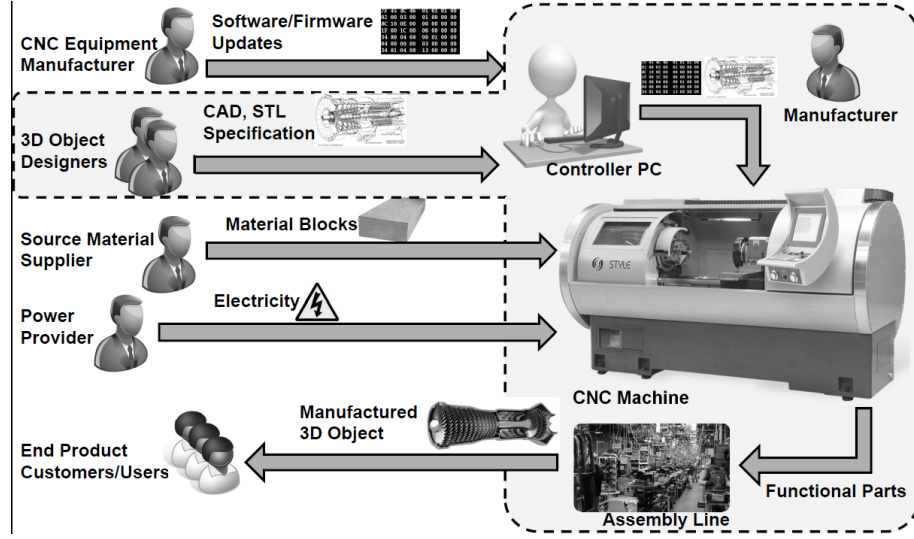 CNC Equipment
Manufacturer
Software/Firmware
Updates
3D Object
Designers
CAD, STL
Specification
Controller PC
Manufacturer
Source Material
Supplier
Material Blocks
STYLE
Power
Provider
Electricity
CNC Machine
Manufactured
3D Object
End Product
Customers/Users
Functional Parts
Assembly Line